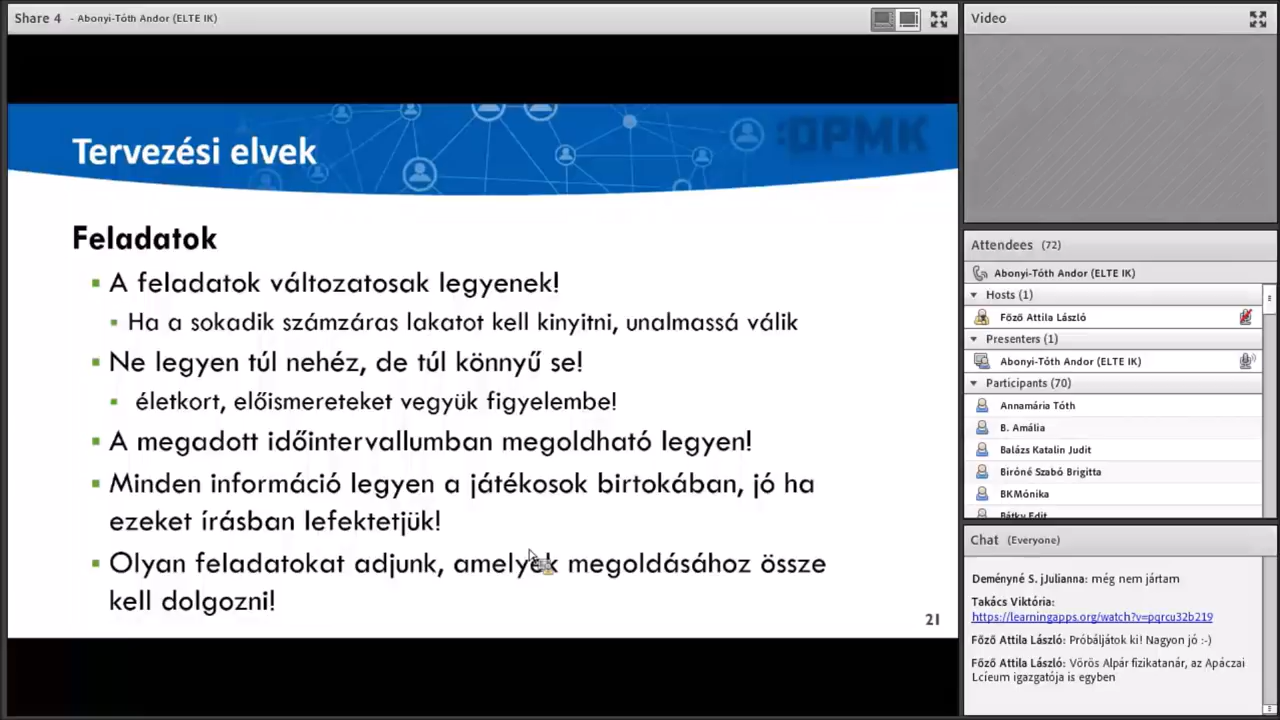 Share 4 - Abonyi-Tóth Andor (ELTE IK)
:OPMK
Tervezési elvek
Feladatok
A feladatok változatosak legyenek!
Ha a sokadik számzáras lakatot kell kinyitni, unalmassá válik
Ne legyen túl nehéz, de túl könnyű se!
életkort, előismereteket vegyük figyelembe!
A megadott időintervallumban megoldható legyen!
Minden információ legyen a játékosok birtokában, jó ha
ezeket írásban lefektetjük!
Olyan feladatokat adjunk, amelyek megoldásához össze
kell dolgozni!
21
Video
Attendees (72)
Abonyi-Tóth Andor (ELTE IK)
Hosts (1)
Főző Attila László
Presenters (1)
Abonyi-Tóth Andor (ELTE IK)
Participants (70)
Annamária Tóth
B. Amália
Balázs Katalin Judit
Biróné Szabó Brigitta
BKMónika
Bátky Edit
Chat (Everyone)
Deményné S. jJulianna: még nem jártam
Takács Viktória:
https://learningapps.org/watch?v=pqrcu32b219
Főző Attila László: Próbáljátok ki! Nagyon jó :-)
Főző Attila László: Vörös Alpár fizikatanár, az Apáczai
Lcíeum igazgatója is egyben